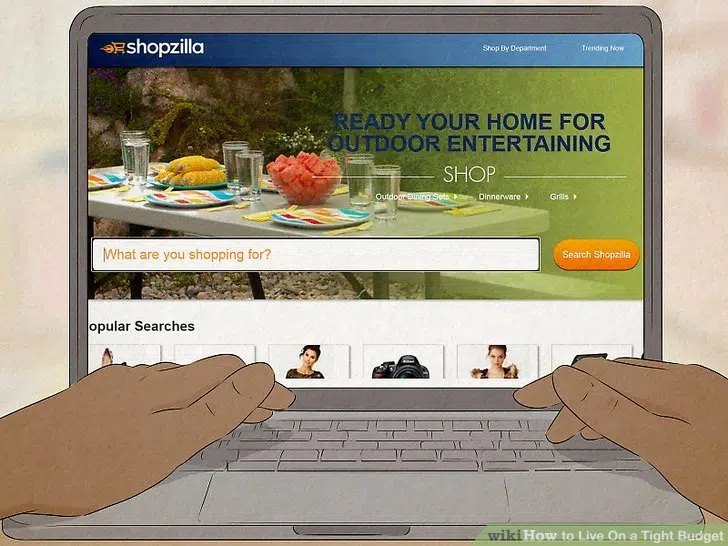 shopzilla
Shop By Department
Trending Now
READY YOUR HOME FOR
OUTDOOR ENTERTAINING
SHOP
Outdoor Dining Sets
Dinnerware
Grills
What are you shopping for?
Search Shopzilla
opular Searches
Nikon
wikiHow to Live On a Tight Budget